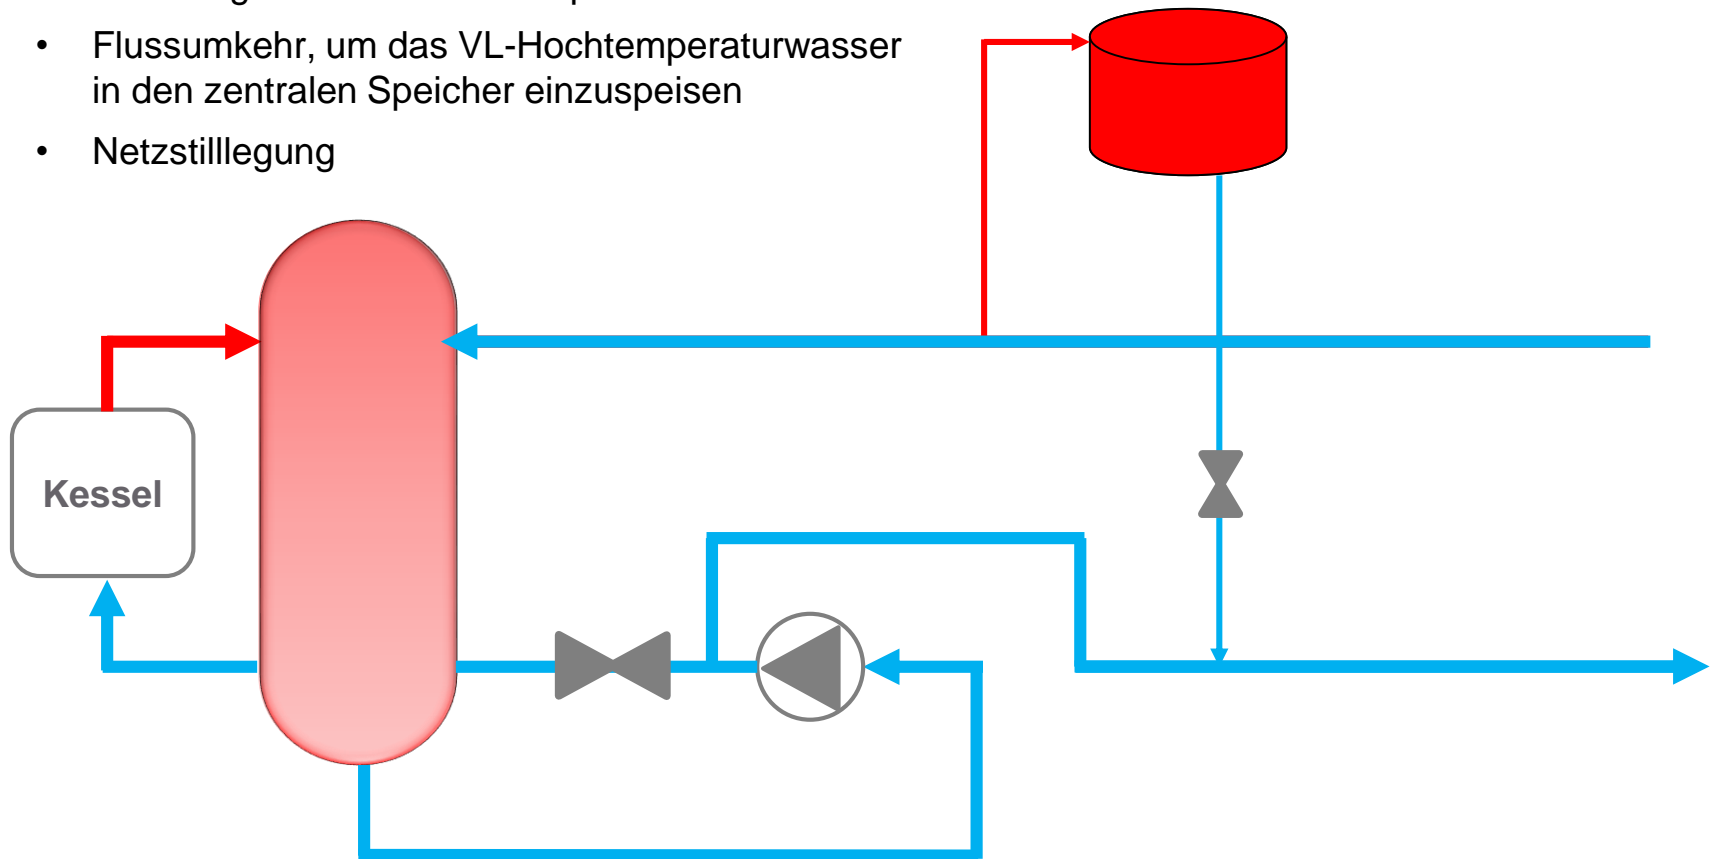 • Flussumkehr, um das VL-Hochtemperaturwasser
in den zentralen Speicher einzuspeisen
• Netzstilllegung
Kessel